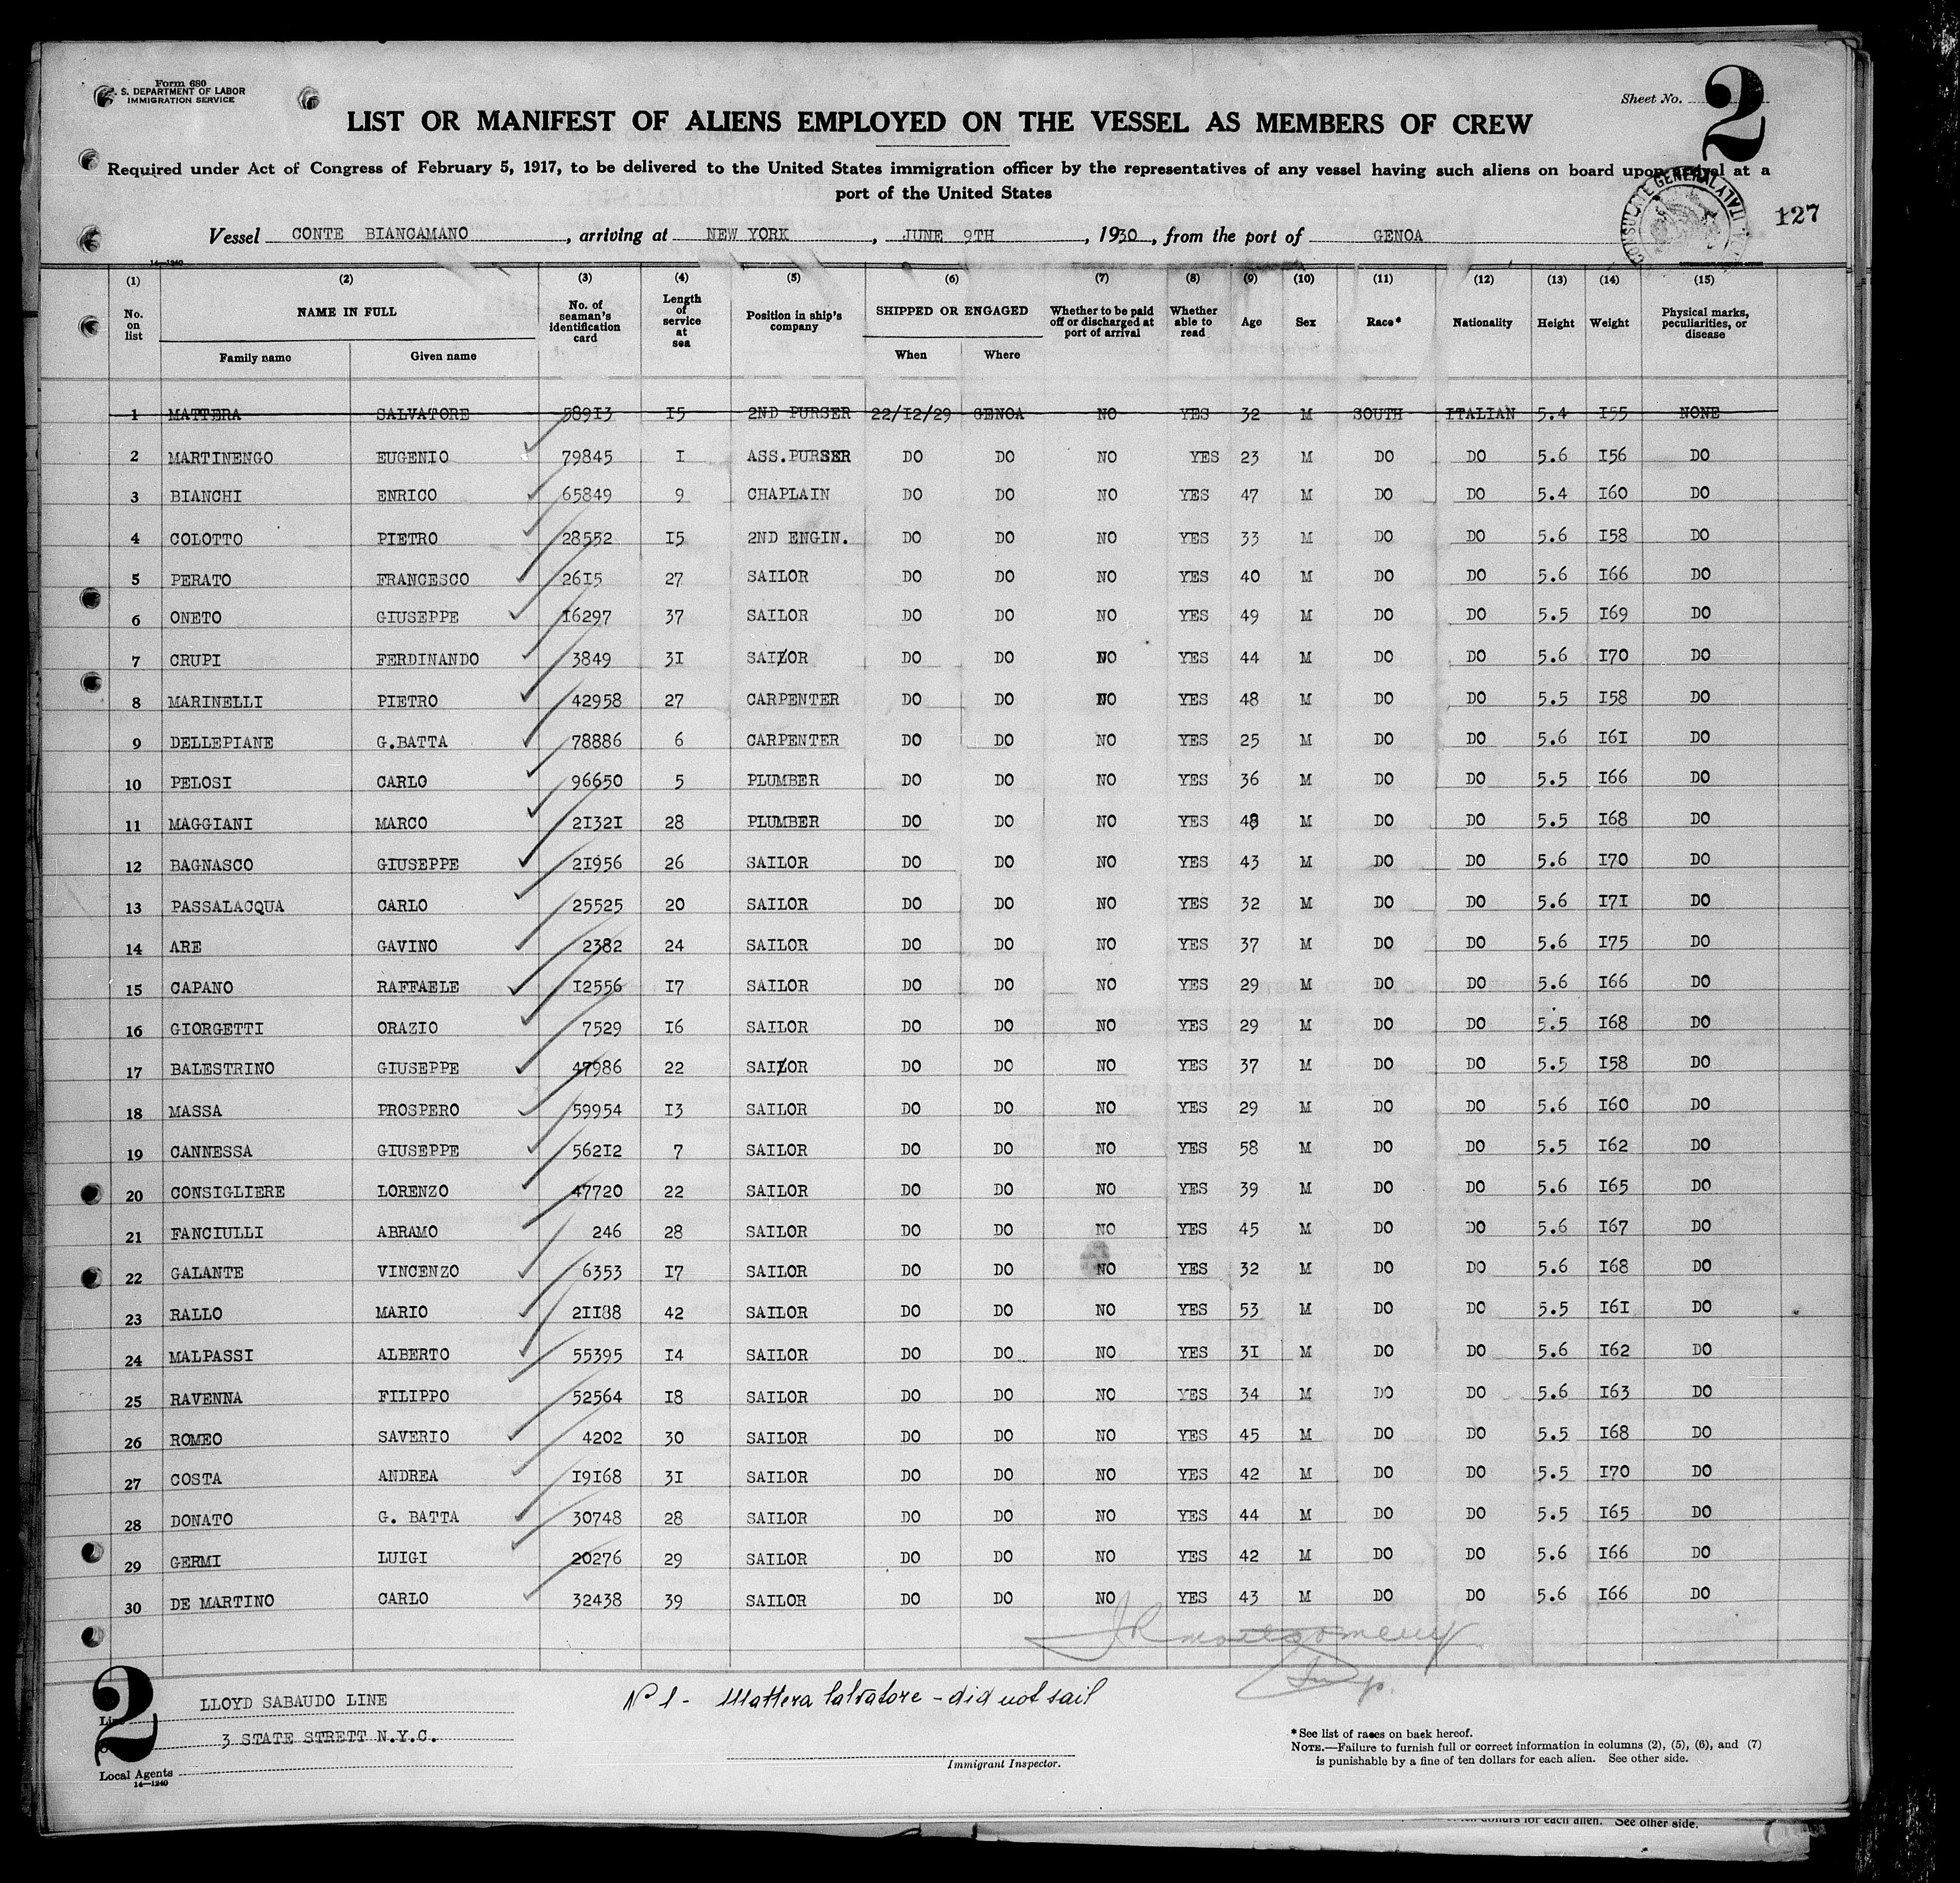 Form 680
S. DEPARTMENT OF LABOR
IMMIGRATION SERVICE
Sheet No. 2
LIST OR MANIFEST OF ALIENS EMPLOYED ON THE VESSEL AS MEMBERS OF CREW
Required under Act of Congress of February 5, 1917, to be delivered to the United States immigration officer by the representatives of any vessel having such aliens on board upon arrival at a
port of the United States
CONSULATE GENERAL
127
Vessel CONTE BIANCAMANO, arriving at NEW YORK, JUNE 9TH, 1930, from the port of GENOA
14-1240
(1) (2) (3) (4) (5) (6) (7) (8) (9) (10) (11) (12) (13) (14) (15)
No. on list NAME IN FULL No. of seaman's identification card Length of service at sea Position in ship's company SHIPPED OR ENGAGED Whether to be paid off or discharged at port of arrival Whether able to read Age Sex Race* Nationality Height Weight Physical marks, peculiarities, or disease
Family name Given name When Where
1 MATTERA SALVATORE 58913 15 2ND PURSER 22/12/29 GENOA NO YES 32 M SOUTH ITALIAN 5.4 155 NONE
2 MARTINENGO EUGENIO 79845 I ASS.PURSER DO DO NO YES 23 M DO DO 5.6 156 DO
3 BIANCHI ENRICO 65849 9 CHAPLAIN DO DO NO YES 47 M DO DO 5.4 160 DO
4 COLOTTO PIETRO 28552 15 2ND ENGIN. DO DO NO YES 33 M DO DO 5.6 158 DO
5 PERATO FRANCESCO 2615 27 SAILOR DO DO NO YES 40 M DO DO 5.6 166 DO
6 ONETO GIUSEPPE 16297 37 SAILOR DO DO NO YES 49 M DO DO 5.5 169 DO
7 CRUPI FERDINANDO 3849 31 SAILOR DO DO NO YES 44 M DO DO 5.6 170 DO
8 MARINELLI PIETRO 42958 27 CARPENTER DO DO NO YES 48 M DO DO 5.5 158 DO
9 DELLEPIANE G.BATTA 78886 6 CARPENTER DO DO NO YES 25 M DO DO 5.6 161 DO
10 PELOSI CARLO 96650 5 PLUMBER DO DO NO YES 36 M DO DO 5.5 166 DO
11 MAGGIANI MARCO 21321 28 PLUMBER DO DO NO YES 48 M DO DO 5.5 168 DO
12 BAGNASCO GIUSEPPE 21956 26 SAILOR DO DO NO YES 43 M DO DO 5.6 170 DO
13 PASSALACQUA CARLO 25525 20 SAILOR DO DO NO YES 32 M DO DO 5.6 171 DO
14 ARE GAVINO 2382 24 SAILOR DO DO NO YES 37 M DO DO 5.6 175 DO
15 CAPANO RAFFAELE 12556 17 SAILOR DO DO NO YES 29 M DO DO 5.6 166 DO
16 GIORGETTI ORAZIO 7529 16 SAILOR DO DO NO YES 29 M DO DO 5.5 168 DO
17 BALESTRINO GIUSEPPE 47986 22 SAILOR DO DO NO YES 37 M DO DO 5.5 158 DO
18 MASSA PROSPERO 59954 13 SAILOR DO DO NO YES 29 M DO DO 5.6 160 DO
19 CANNESSA GIUSEPPE 56212 7 SAILOR DO DO NO YES 58 M DO DO 5.5 162 DO
20 CONSIGLIERE LORENZO 47720 22 SAILOR DO DO NO YES 39 M DO DO 5.6 165 DO
21 FANCIULLI ABRAMO 246 28 SAILOR DO DO NO YES 45 M DO DO 5.6 167 DO
22 GALANTE VINCENZO 6353 17 SAILOR DO DO NO YES 32 M DO DO 5.6 168 DO
23 RALLO MARIO 21188 42 SAILOR DO DO NO YES 53 M DO DO 5.5 161 DO
24 MALPASSI ALBERTO 55395 14 SAILOR DO DO NO YES 31 M DO DO 5.6 162 DO
25 RAVENNA FILIPPO 52564 18 SAILOR DO DO NO YES 34 M DO DO 5.6 163 DO
26 ROMEO SAVERIO 4202 30 SAILOR DO DO NO YES 45 M DO DO 5.5 168 DO
27 COSTA ANDREA 19168 31 SAILOR DO DO NO YES 42 M DO DO 5.5 170 DO
28 DONATO G. BATTA 30748 28 SAILOR DO DO NO YES 44 M DO DO 5.5 165 DO
29 GERMI LUIGI 20276 29 SAILOR DO DO NO YES 42 M DO DO 5.6 166 DO
30 DE MARTINO CARLO 32438 39 SAILOR DO DO NO YES 43 M DO DO 5.6 166 DO
JR Montgomery
Insp.
2
LLOYD SABAUDO LINE
3 STATE STRETT N.Y.C.
Local Agents
14-1240
N° 1 - Mattera Salvatore - did not sail
Immigrant Inspector.
*See list of races on back hereof.
NOTE.—Failure to furnish full or correct information in columns (2), (5), (6), and (7)
is punishable by a fine of ten dollars for each alien. See other side.
ten dollars for each alien. See other side.